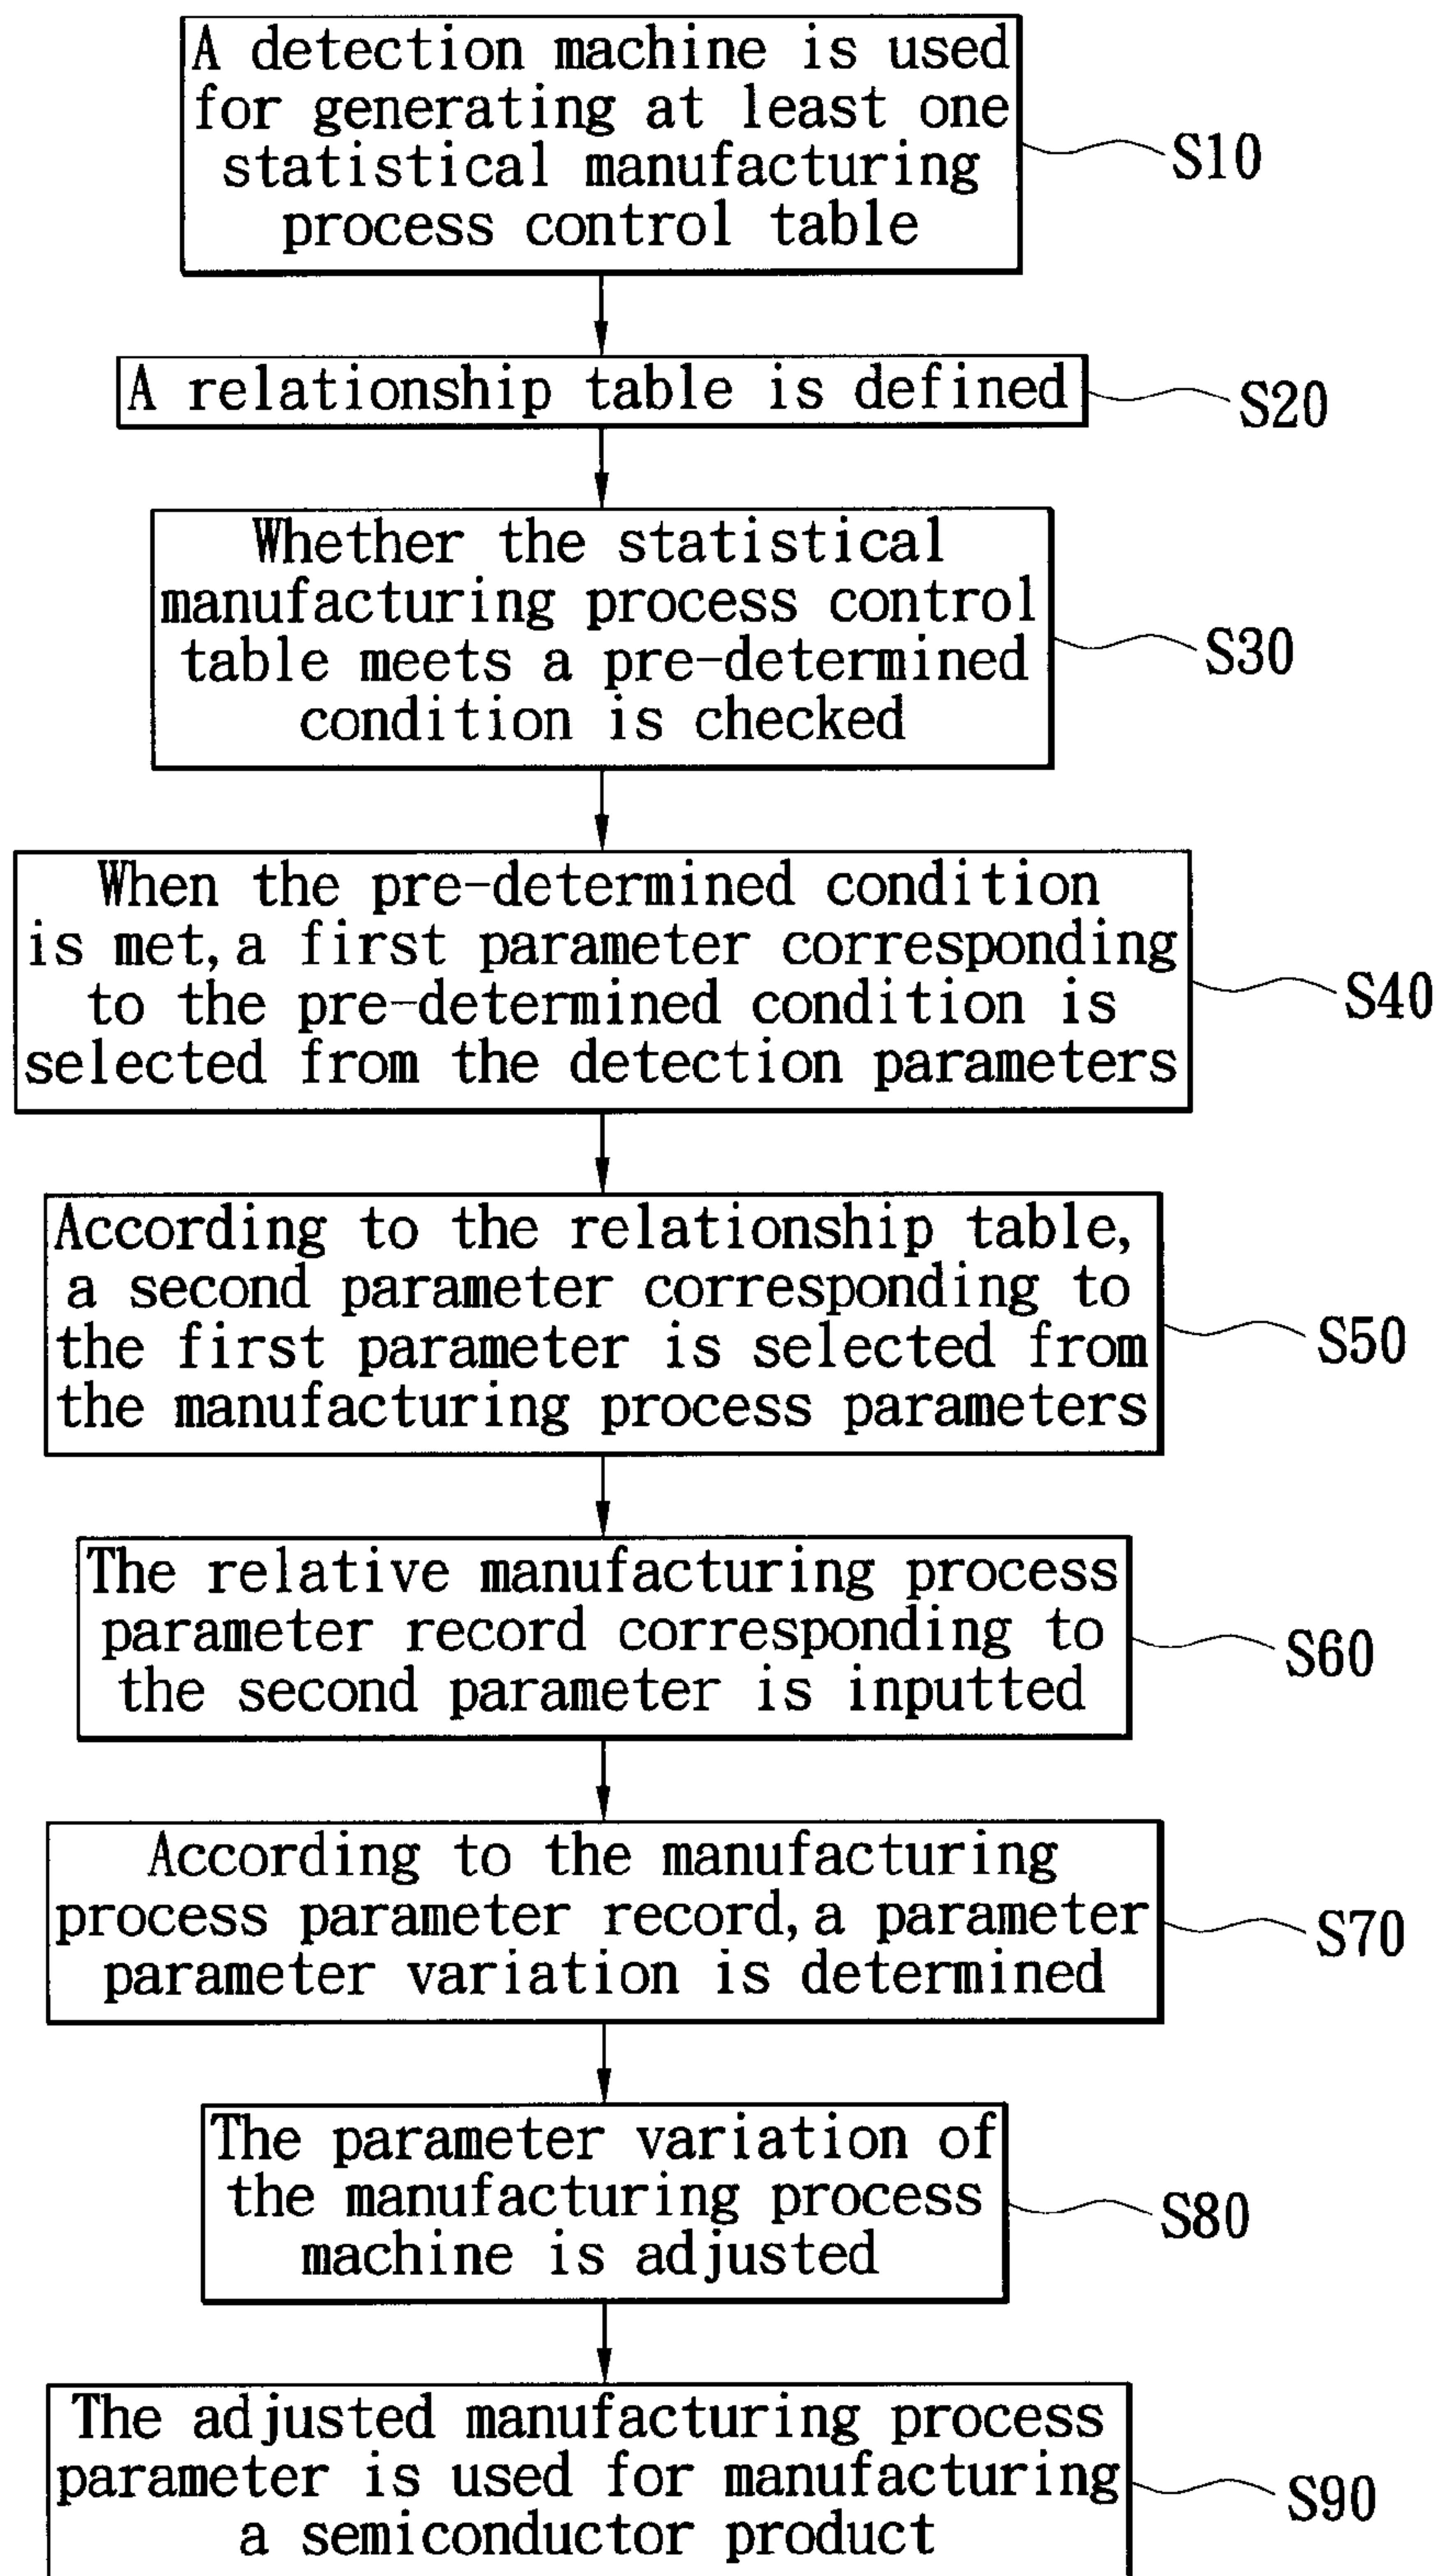 A detection machine is used
for generating at least one
statistical manufacturing
process control table
S10
A relationship table is defined
S20
Whether the statistical
manufacturing process control
table meets a pre-determined
condition is checked
S30
When the pre-determined condition
is met, a first parameter corresponding
to the pre-determined condition is
selected from the detection parameters
S40
According to the relationship table,
a second parameter corresponding to
the first parameter is selected from
the manufacturing process parameters
S50
The relative manufacturing process
parameter record corresponding to
the second parameter is inputted
S60
According to the manufacturing
process parameter record, a parameter
parameter variation is determined
S70
The parameter variation of
the manufacturing process
machine is adjusted
S80
The adjusted manufacturing process
parameter is used for manufacturing
a semiconductor product
S90